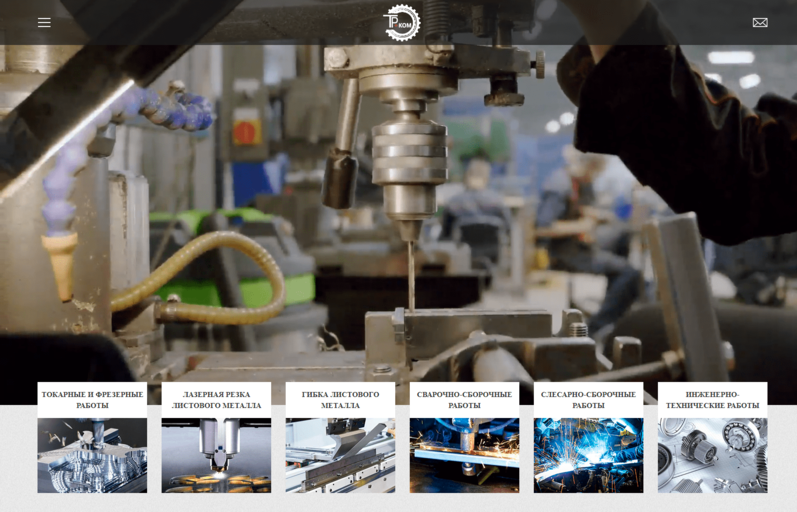 ТР КОМ
ТОКАРНЫЕ И ФРЕЗЕРНЫЕ
РАБОТЫ
ЛАЗЕРНАЯ РЕЗКА
ЛИСТОВОГО МЕТАЛЛА
ГИБКА ЛИСТОВОГО
МЕТАЛЛА
СВАРОЧНО-СБОРОЧНЫЕ
РАБОТЫ
СЛЕСАРНО-СБОРОЧНЫЕ
РАБОТЫ
ИНЖЕНЕРНО-
ТЕХНИЧЕСКИЕ РАБОТЫ